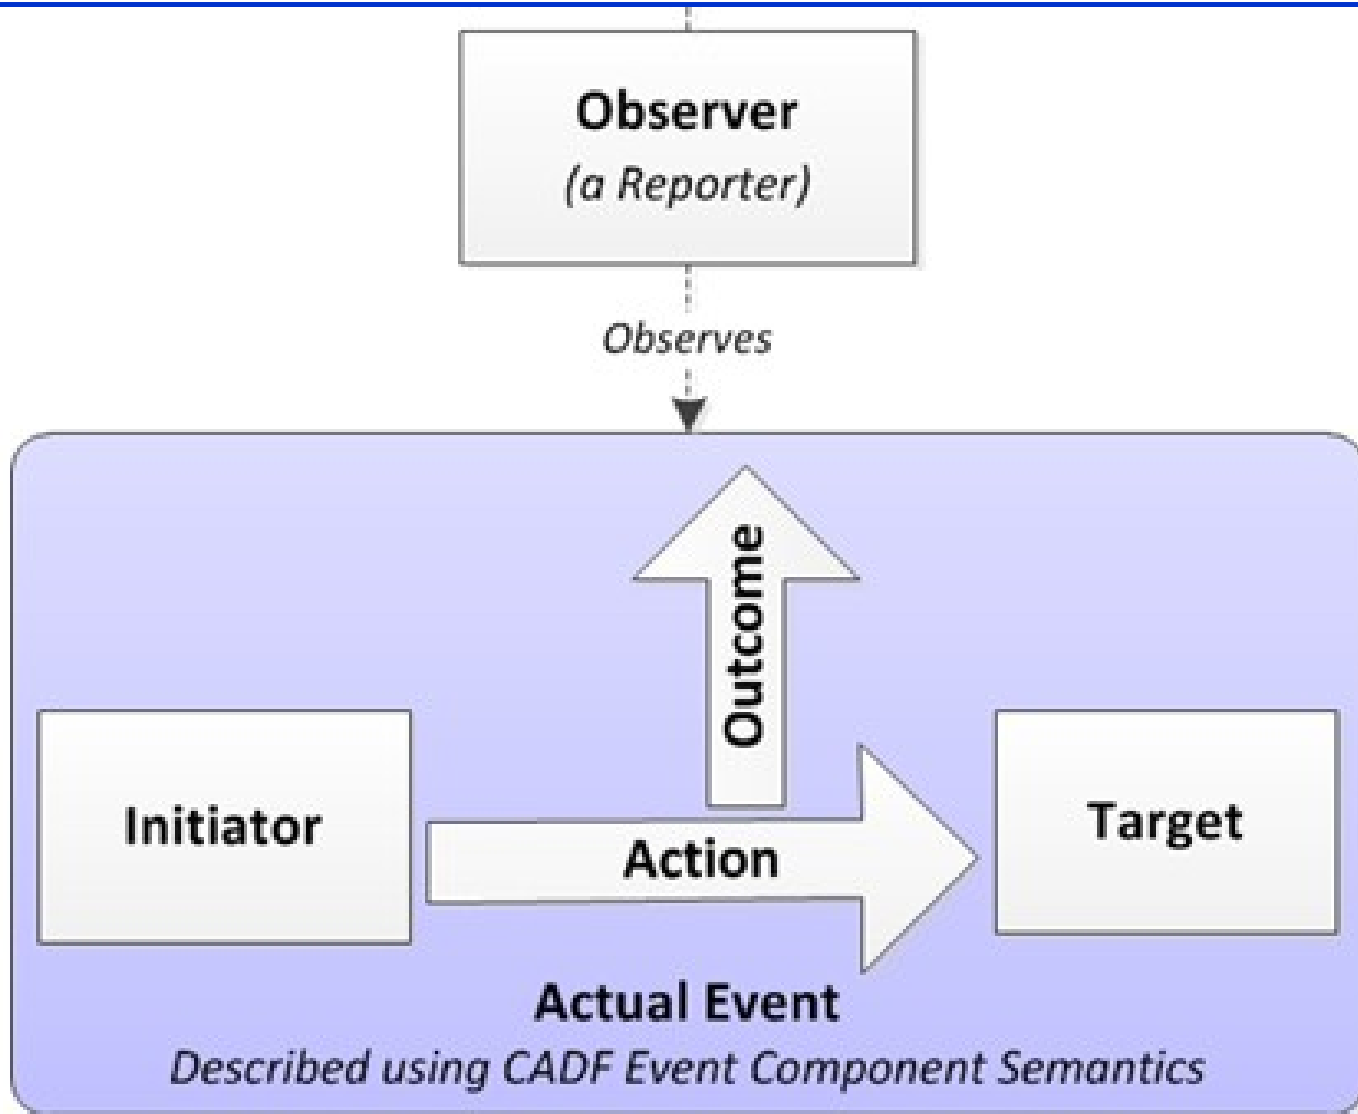 Observer
(a Reporter)
Observes
Outcome
Initiator
Action
Target
Actual Event
Described using CADF Event Component Semantics